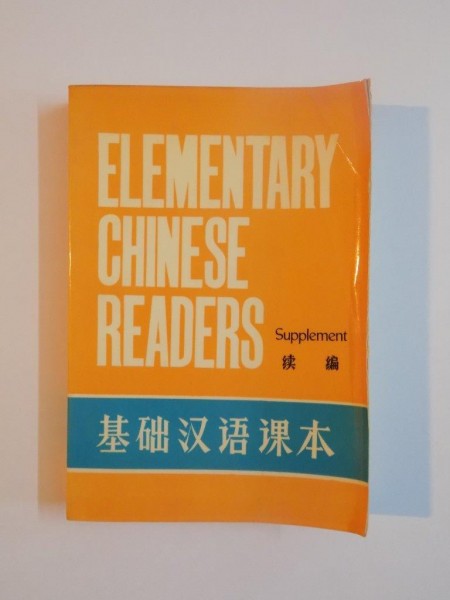 ELEMENTARY
CHINESE
READERS
Supplement
续 编
基础汉语课本